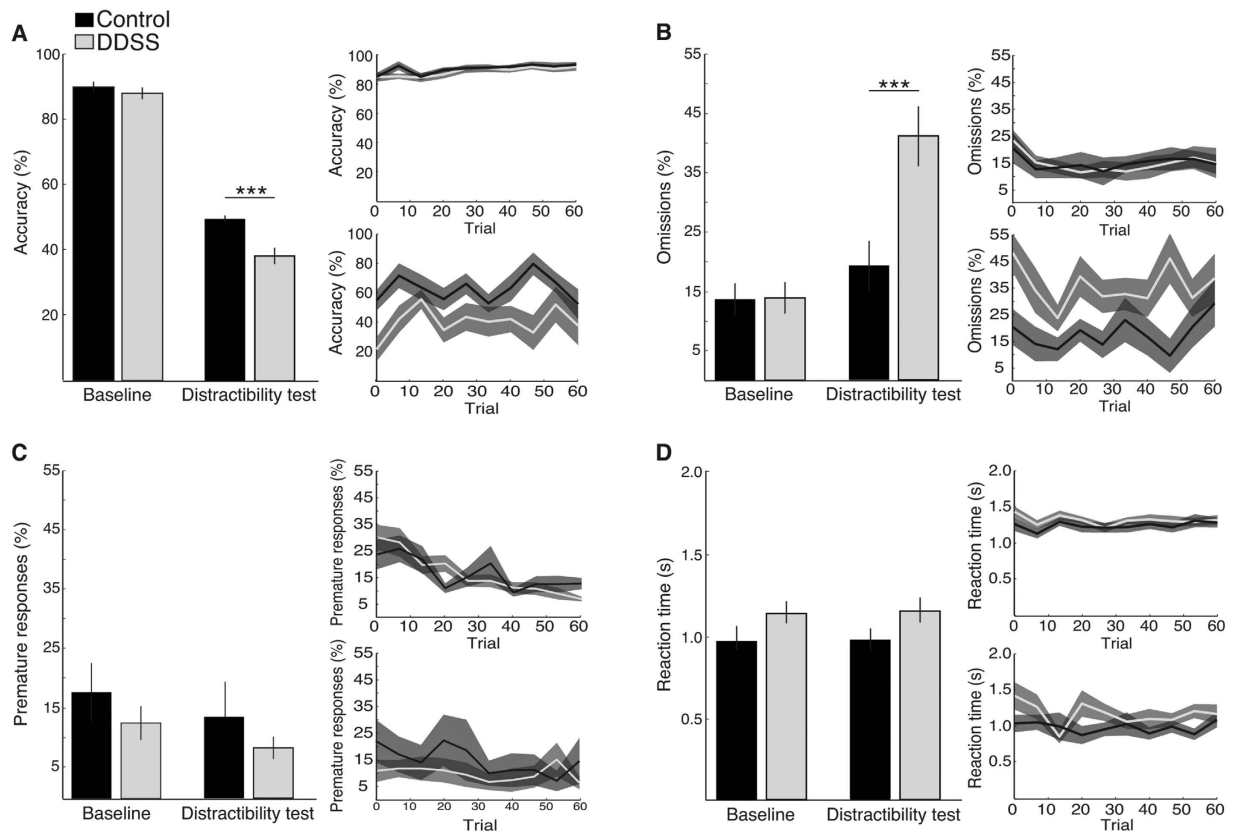 Control
DDSS
A
Accuracy (%)
100
80
60
40
20
***
Baseline
Distractibility test
Accuracy (%)
100
80
60
40
20
0 10 20 30 40 50 60
Trial
Accuracy (%)
100
80
60
40
20
0 10 20 30 40 50 60
Trial
B
Omissions (%)
55
45
35
25
15
5
***
Baseline
Distractibility test
Omissions (%)
55
45
35
25
15
5
0 10 20 30 40 50 60
Trial
Omissions (%)
55
45
35
25
15
5
0 10 20 30 40 50 60
Trial
C
Premature responses (%)
55
45
35
25
15
5
Baseline
Distractibility test
Premature responses (%)
55
45
35
25
15
5
0 10 20 30 40 50 60
Trial
Premature responses (%)
55
45
35
25
15
5
0 10 20 30 40 50 60
Trial
D
Reaction time (s)
2.0
1.5
1.0
0.5
Baseline
Distractibility test
Reaction time (s)
2.0
1.5
1.0
0.5
0 10 20 30 40 50 60
Trial
Reaction time (s)
2.0
1.5
1.0
0.5
0 10 20 30 40 50 60
Trial